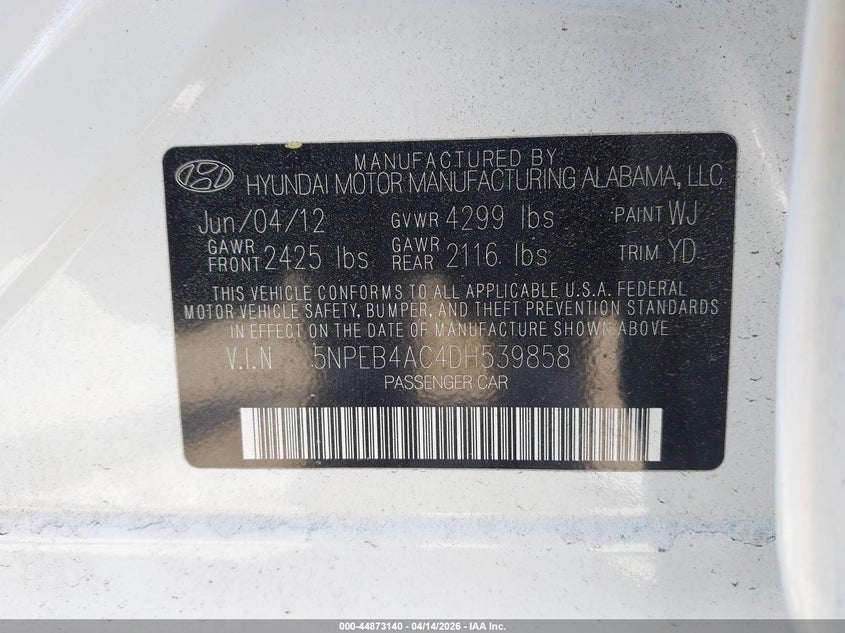 MANUFACTURED BY
HYUNDAI MOTOR MANUFACTURING ALABAMA, LLC
Jun/04/12 GVWR 4299 lbs PAINT WJ
GAWR FRONT 2425 lbs GAWR REAR 2116 lbs TRIM YD
THIS VEHICLE CONFORMS TO ALL APPLICABLE U.S.A. FEDERAL
MOTOR VEHICLE SAFETY, BUMPER, AND THEFT PREVENTION STANDARDS
IN EFFECT ON THE DATE OF MANUFACTURE SHOWN ABOVE
V.I.N 5NPEB4AC4DH539858
PASSENGER CAR
000-44873140 - 04/14/2026 - IAA Inc.